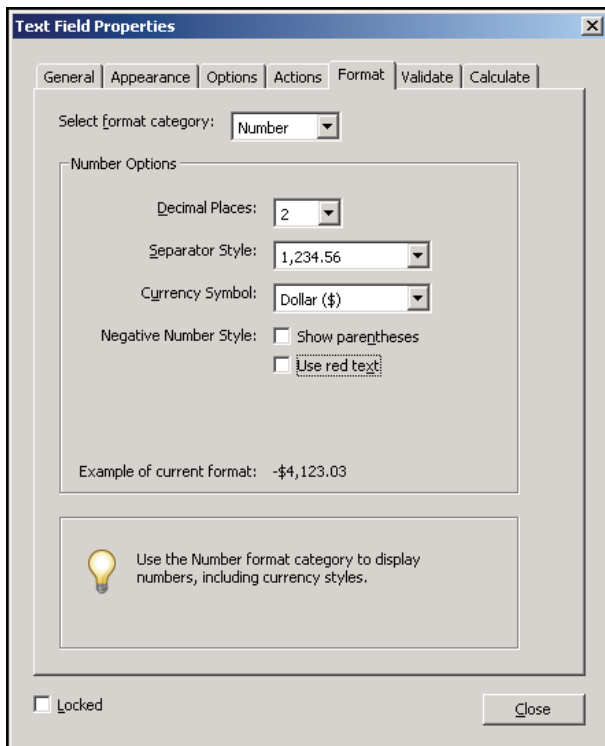 Text Field Properties
General Appearance Options Actions Format Validate Calculate
Select format category: Number
Number Options
Decimal Places: 2
Separator Style: 1,234.56
Currency Symbol: Dollar ($)
Negative Number Style: Show parentheses
Use red text
Example of current format: -$4,123.03
Use the Number format category to display
numbers, including currency styles.
Locked
Close